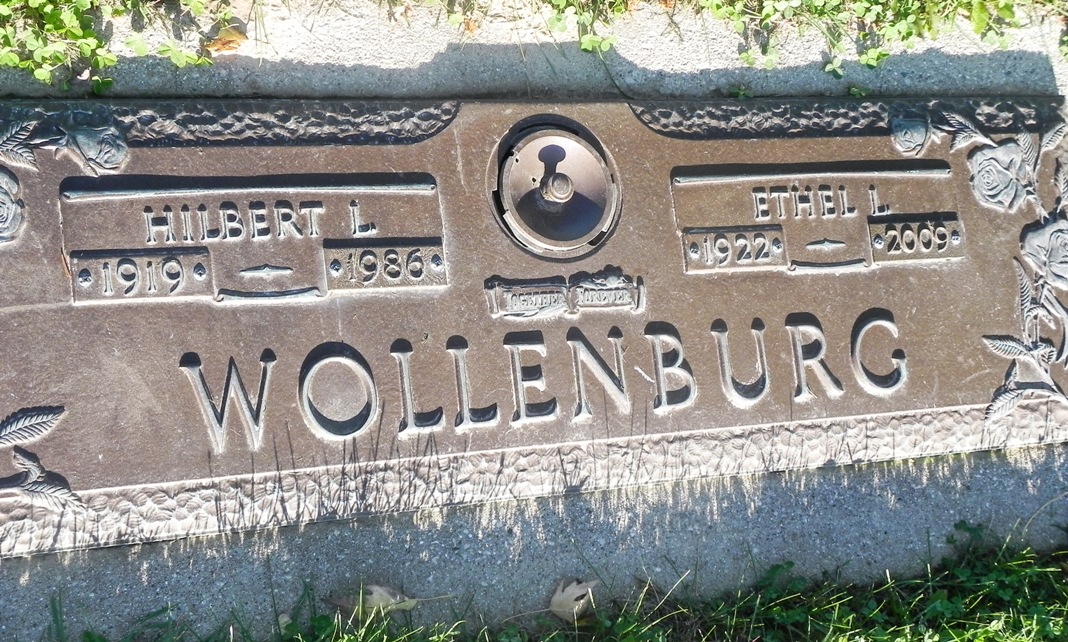 HILBERT L.
1919 1986
ETHEL L.
1922 2009
TOGETHER FOREVER
WOLLENBURG